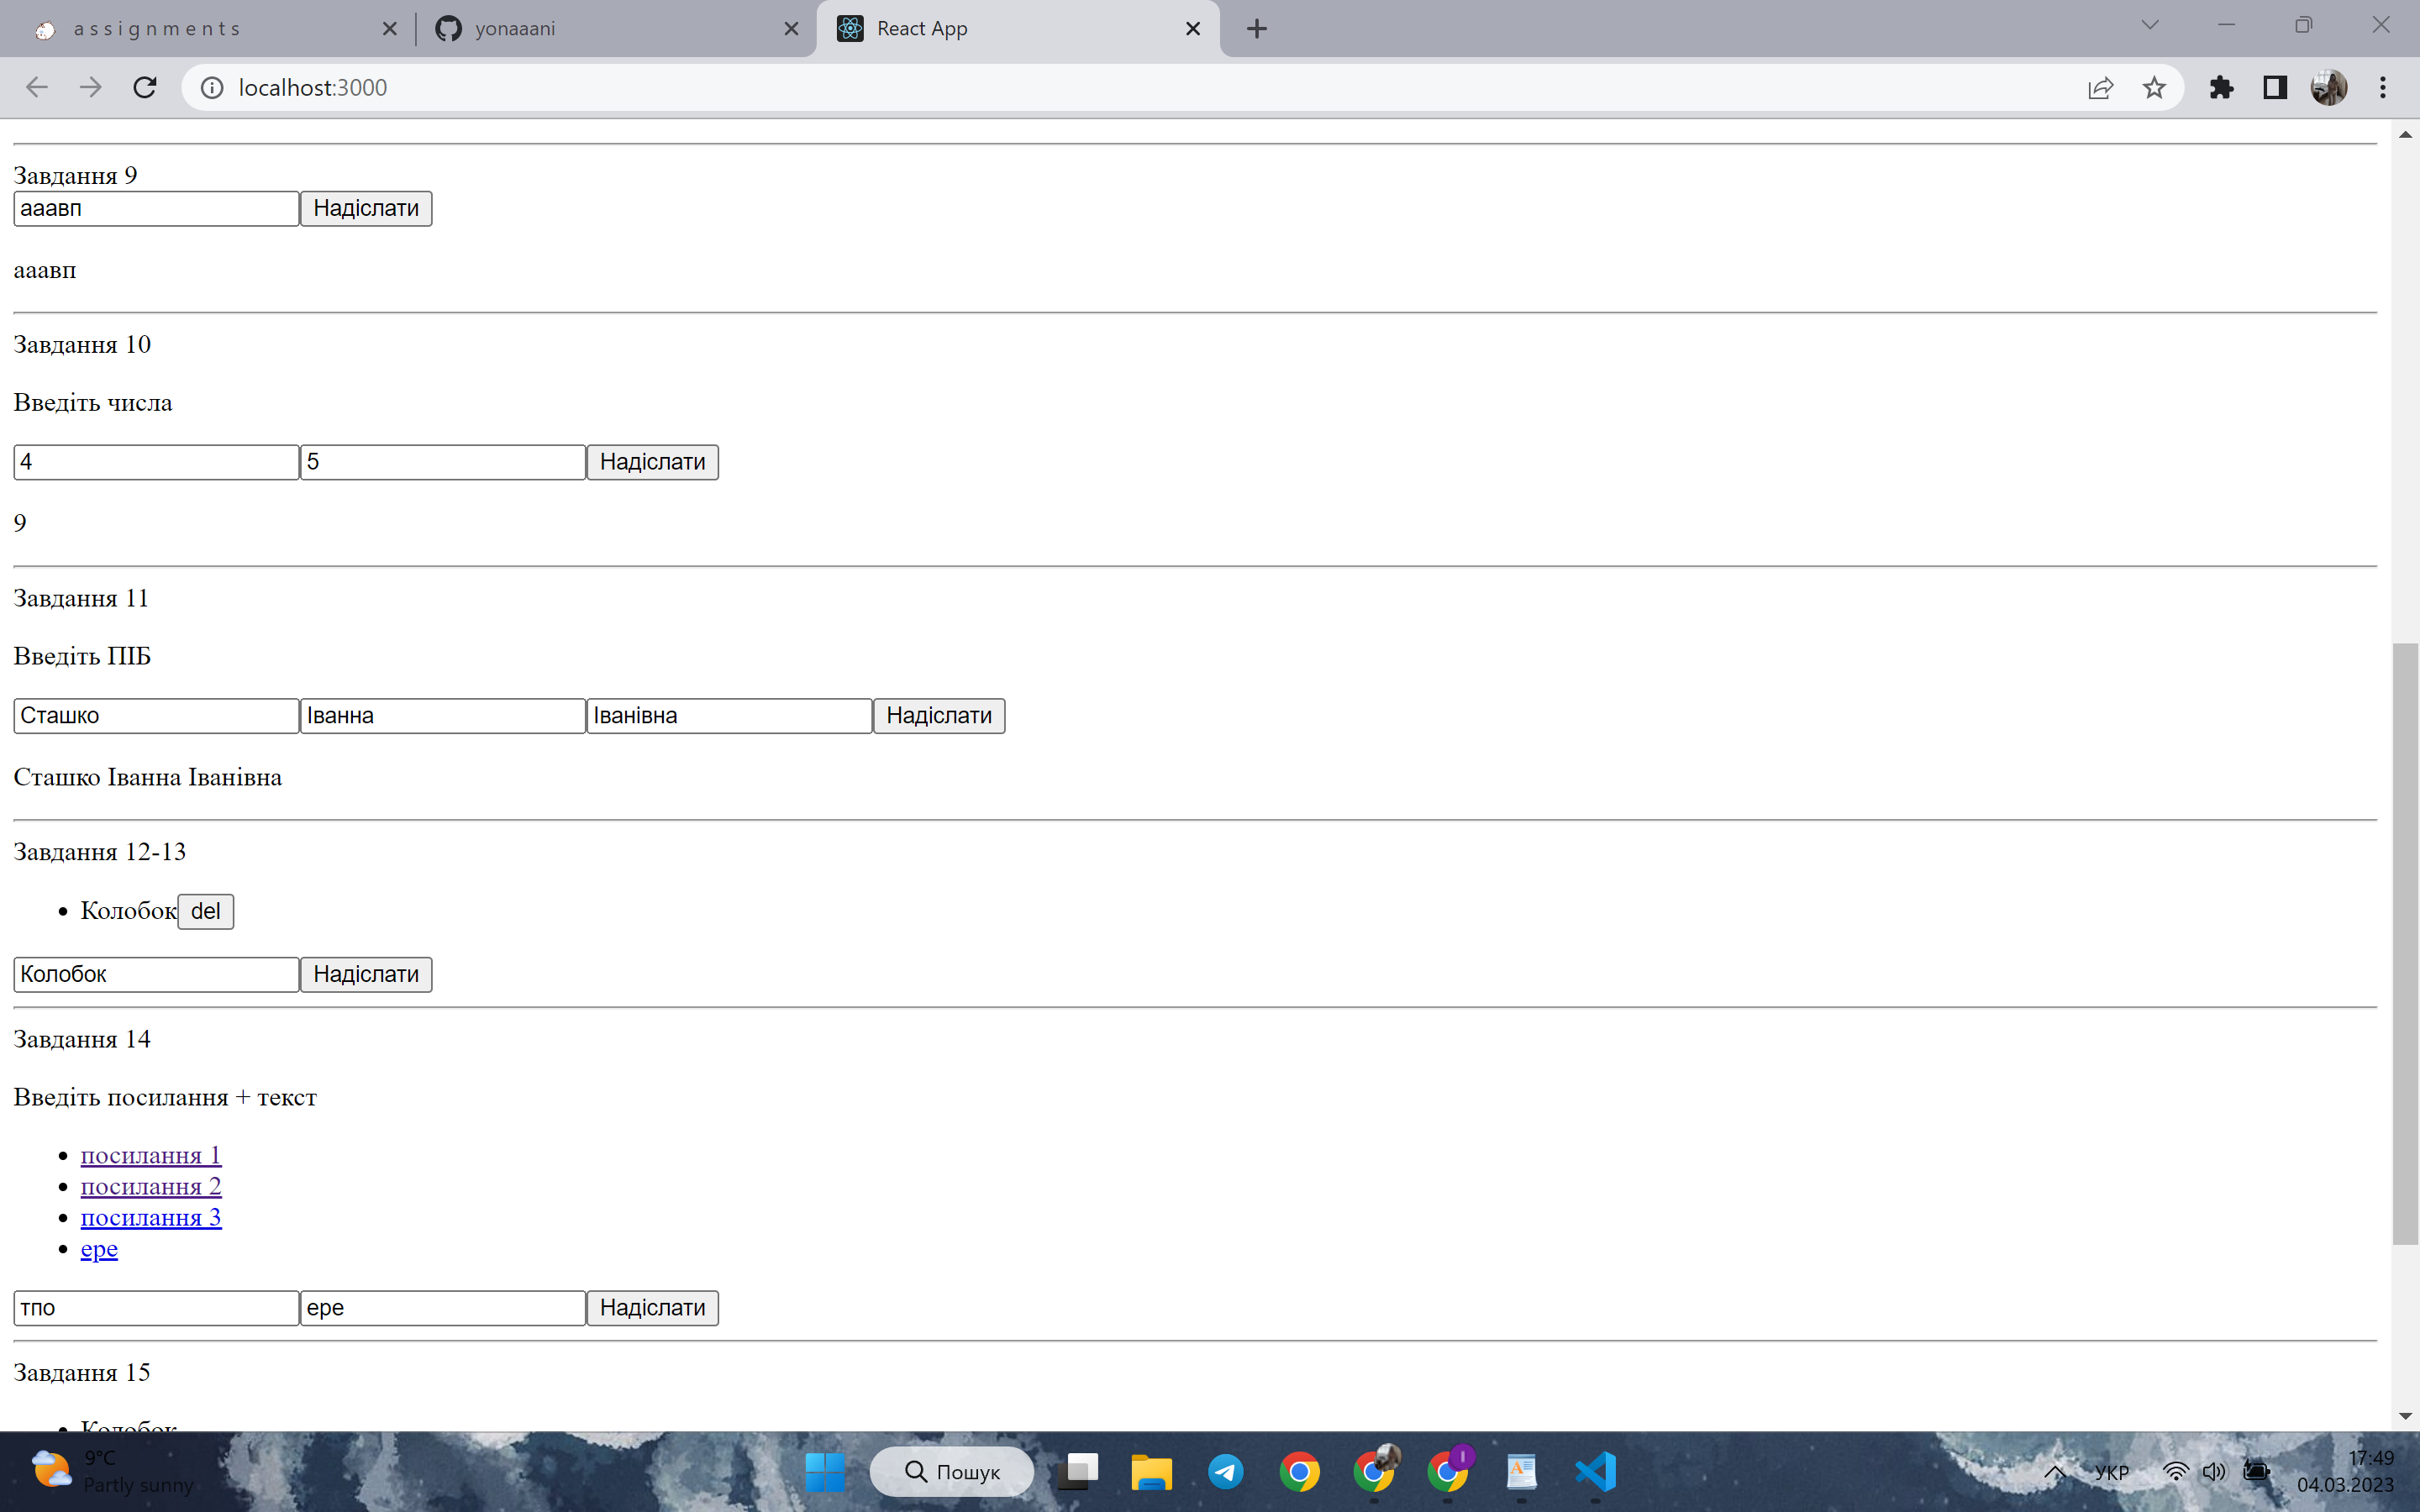 a s s i g n m e n t s
yonaaani
React App
localhost:3000
Завдання 9
ааавп Надіслати
ааавп
Завдання 10
Введіть числа
4 5 Надіслати
9
Завдання 11
Введіть ПІБ
Сташко Іванна Іванівна Надіслати
Сташко Іванна Іванівна
Завдання 12-13
Колобок del
Колобок Надіслати
Завдання 14
Введіть посилання + текст
посилання 1
посилання 2
посилання 3
ере
тпо ере Надіслати
Завдання 15
Колобок
9°C
Partly sunny
Пошук
I
УКР
17:49
04.03.2023